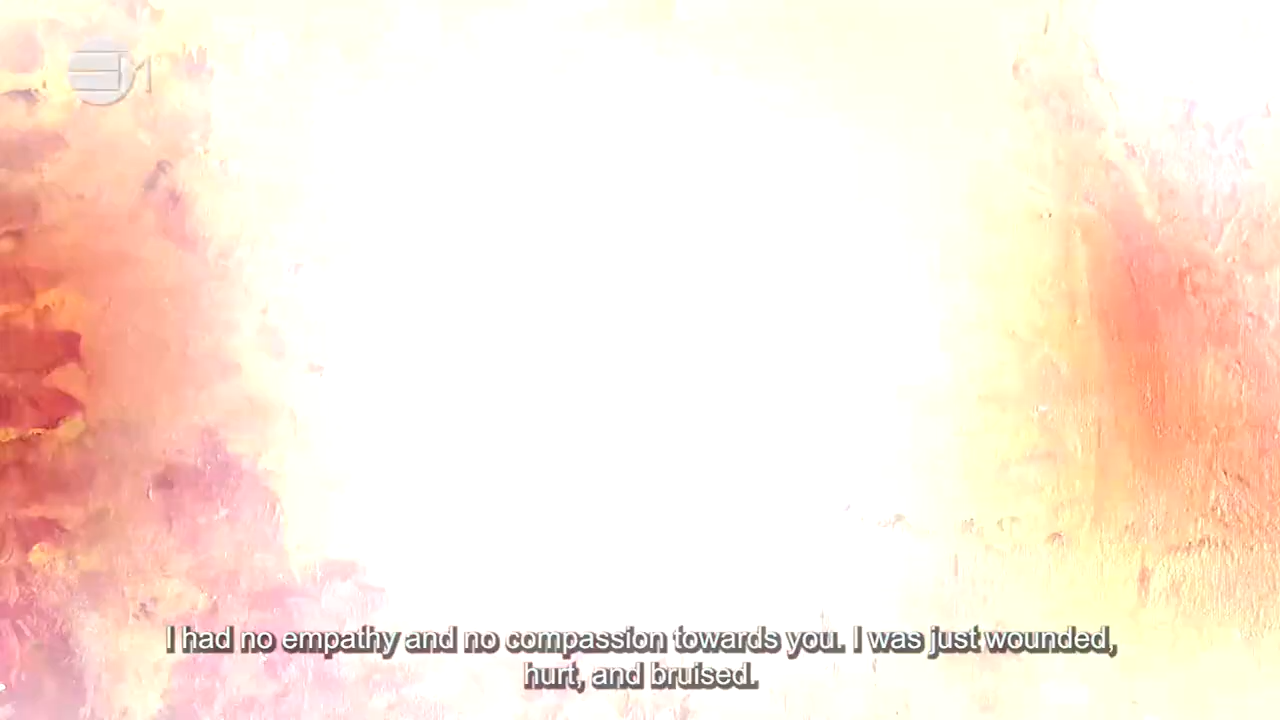 I had no empathy and no compassion towards you. I was just wounded,
hurt, and bruised.